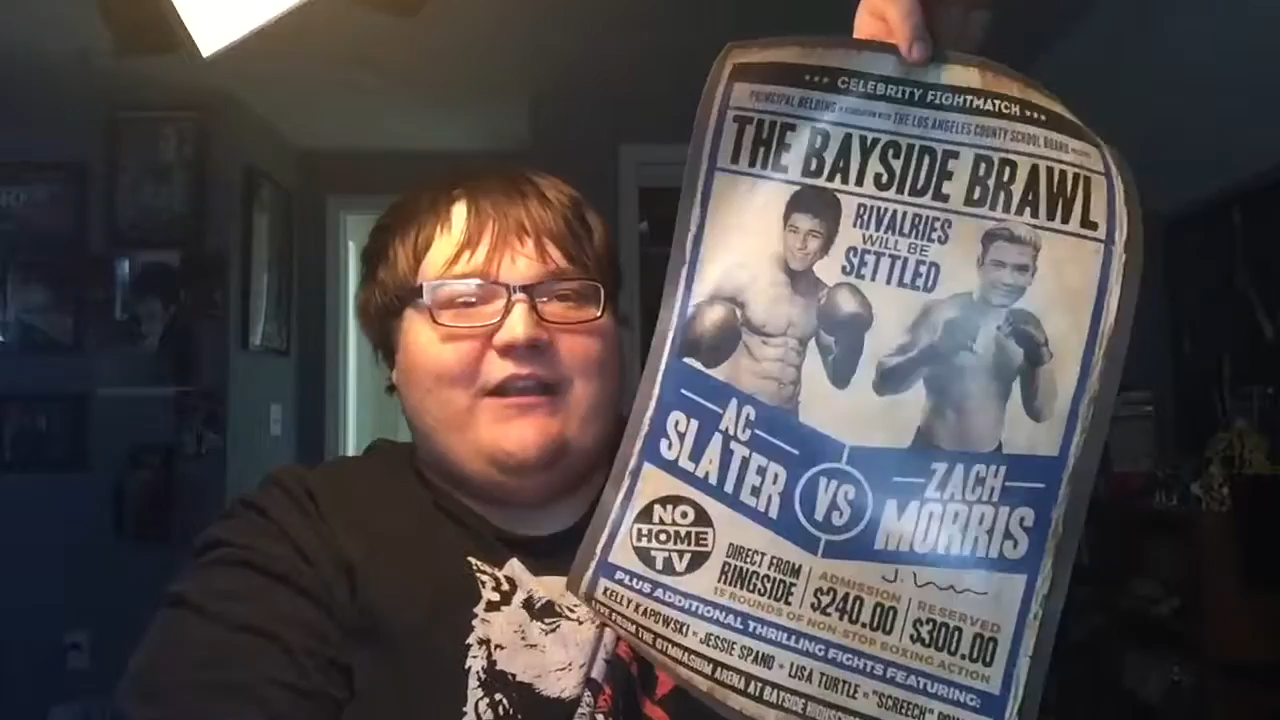 *** CELEBRITY FIGHTMATCH ***
PRINCIPAL BELDING IN ASSOCIATION WITH THE LOS ANGELES COUNTY SCHOOL BOARD PRESENTS
THE BAYSIDE BRAWL
RIVALRIES
WILL BE
SETTLED
AC
SLATER
VS
ZACH
MORRIS
NO
HOME
TV
DIRECT FROM
RINGSIDE
ADMISSION
$240.00
RESERVED
$300.00
15 ROUNDS OF NON-STOP BOXING ACTION
PLUS ADDITIONAL THRILLING FIGHTS FEATURING:
KELLY KAPOWSKI - JESSIE SPANO - LISA TURTLE - "SCREECH"
LIVE FROM THE GYMNASIUM ARENA AT BAYSIDE